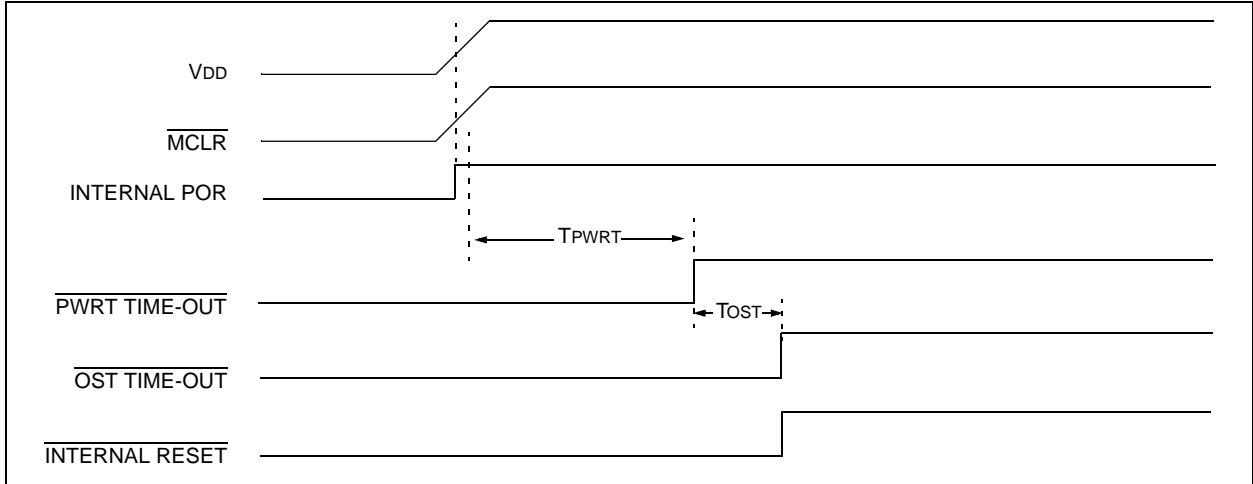 VDD
MCLR
INTERNAL POR
TPWRT
PWRT TIME-OUT
TOST
OST TIME-OUT
INTERNAL RESET